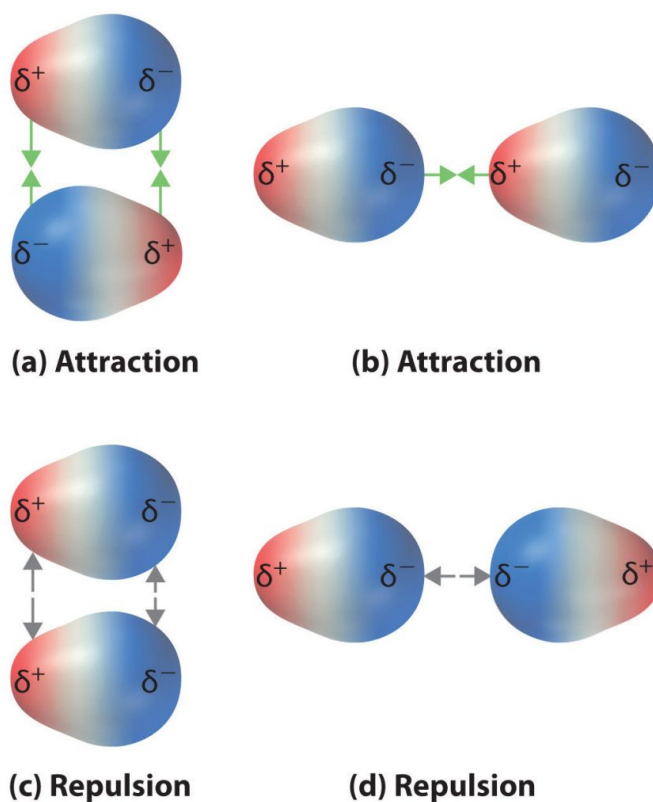 δ+ δ−
δ− δ+
(a) Attraction
δ+ δ− δ+ δ−
(b) Attraction
δ+ δ−
δ+ δ−
(c) Repulsion
δ+ δ− δ− δ+
(d) Repulsion